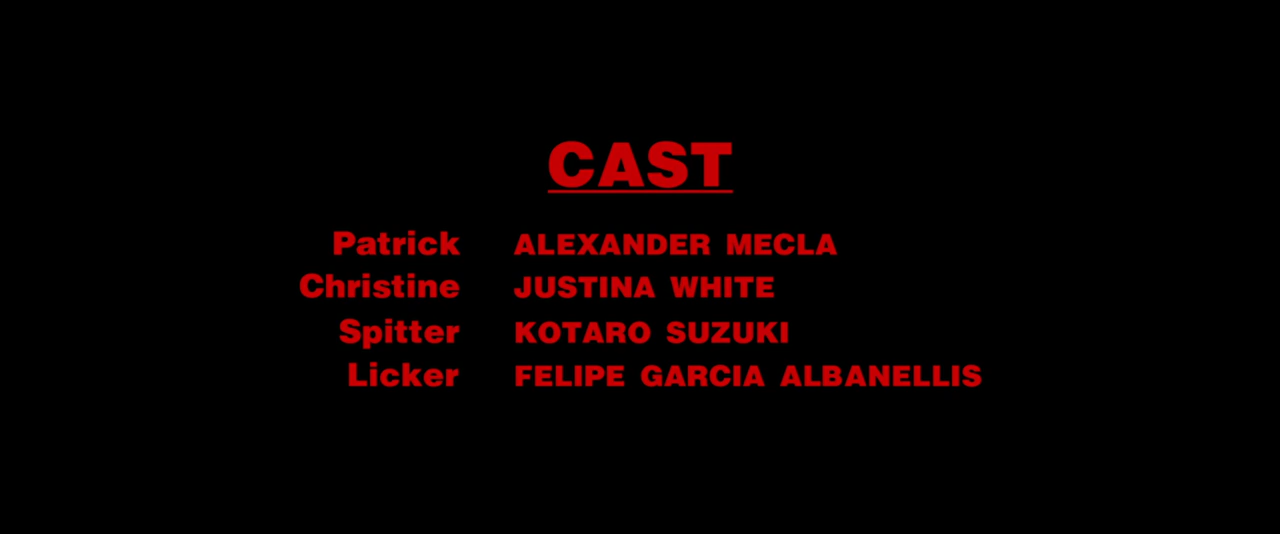 CAST
Patrick ALEXANDER MECLA
Christine JUSTINA WHITE
Spitter KOTARO SUZUKI
Licker FELIPE GARCIA ALBANELLIS